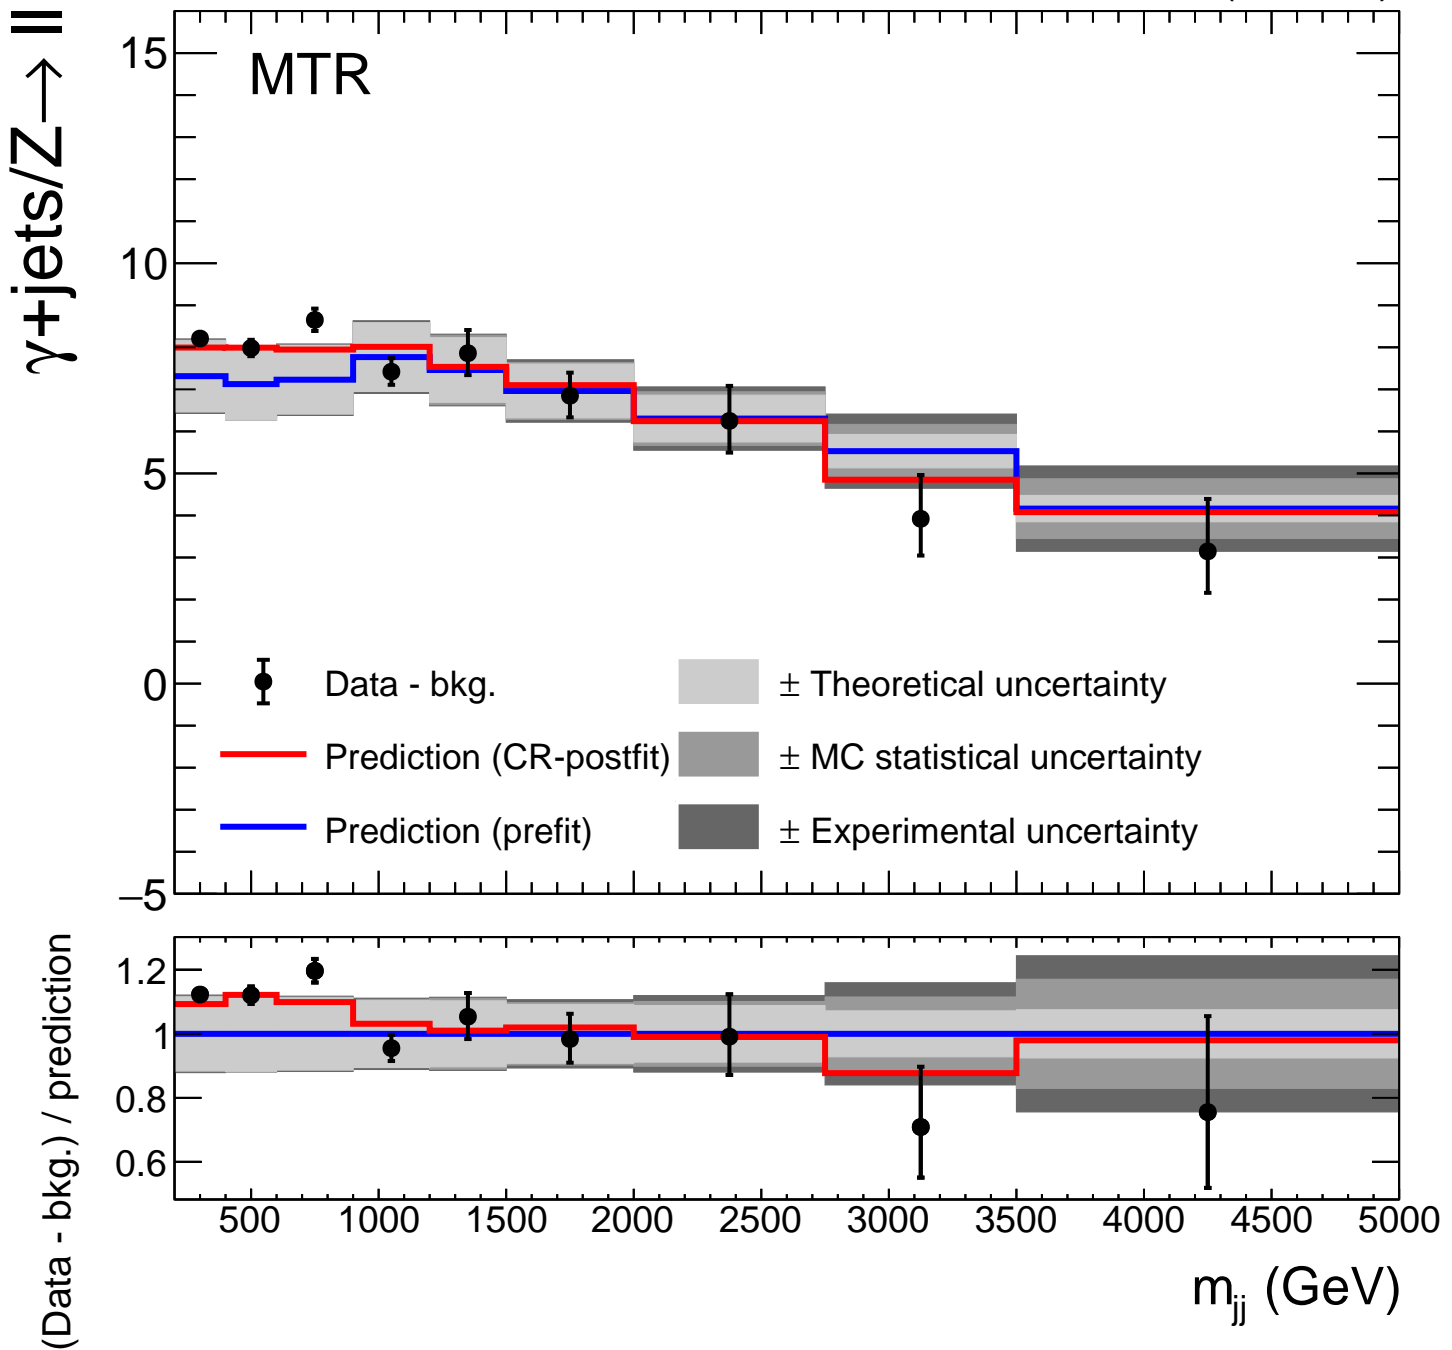 γ+jets/Z→ ll
15
10
5
0
−5
MTR
Data - bkg.
Prediction (CR-postfit)
Prediction (prefit)
± Theoretical uncertainty
± MC statistical uncertainty
± Experimental uncertainty
(Data - bkg.) / prediction
1.2
1
0.8
0.6
500 1000 1500 2000 2500 3000 3500 4000 4500 5000
m_jj (GeV)